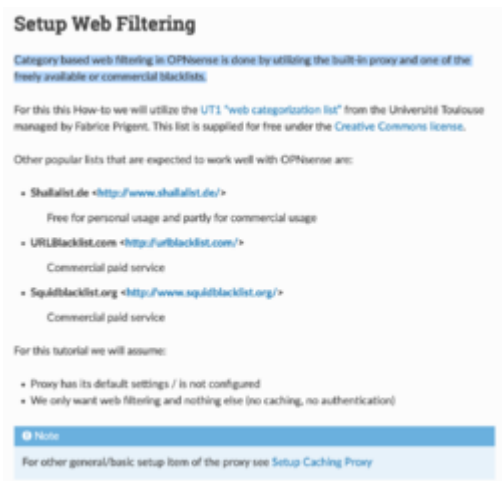 Setup Web Filtering
Category based web filtering in OPNsense is done by utilizing the built-in proxy and one of the
freely available or commercial blacklists.
For this this How-to we will utilize the UT1 "web categorization list" from the Université Toulouse
managed by Fabrice Prigent. This list is supplied for free under the Creative Commons license.
Other popular lists that are expected to work well with OPNsense are:
• Shallalist.de <http://www.shallalist.de/>
Free for personal usage and partly for commercial usage
• URLBlacklist.com <http://urlblacklist.com/>
Commercial paid service
• Squidblacklist.org <http://www.squidblacklist.org/>
Commercial paid service
For this tutorial we will assume:
• Proxy has its default settings / is not configured
• We only want web filtering and nothing else (no caching, no authentication)
Note
For other general/basic setup item of the proxy see Setup Caching Proxy